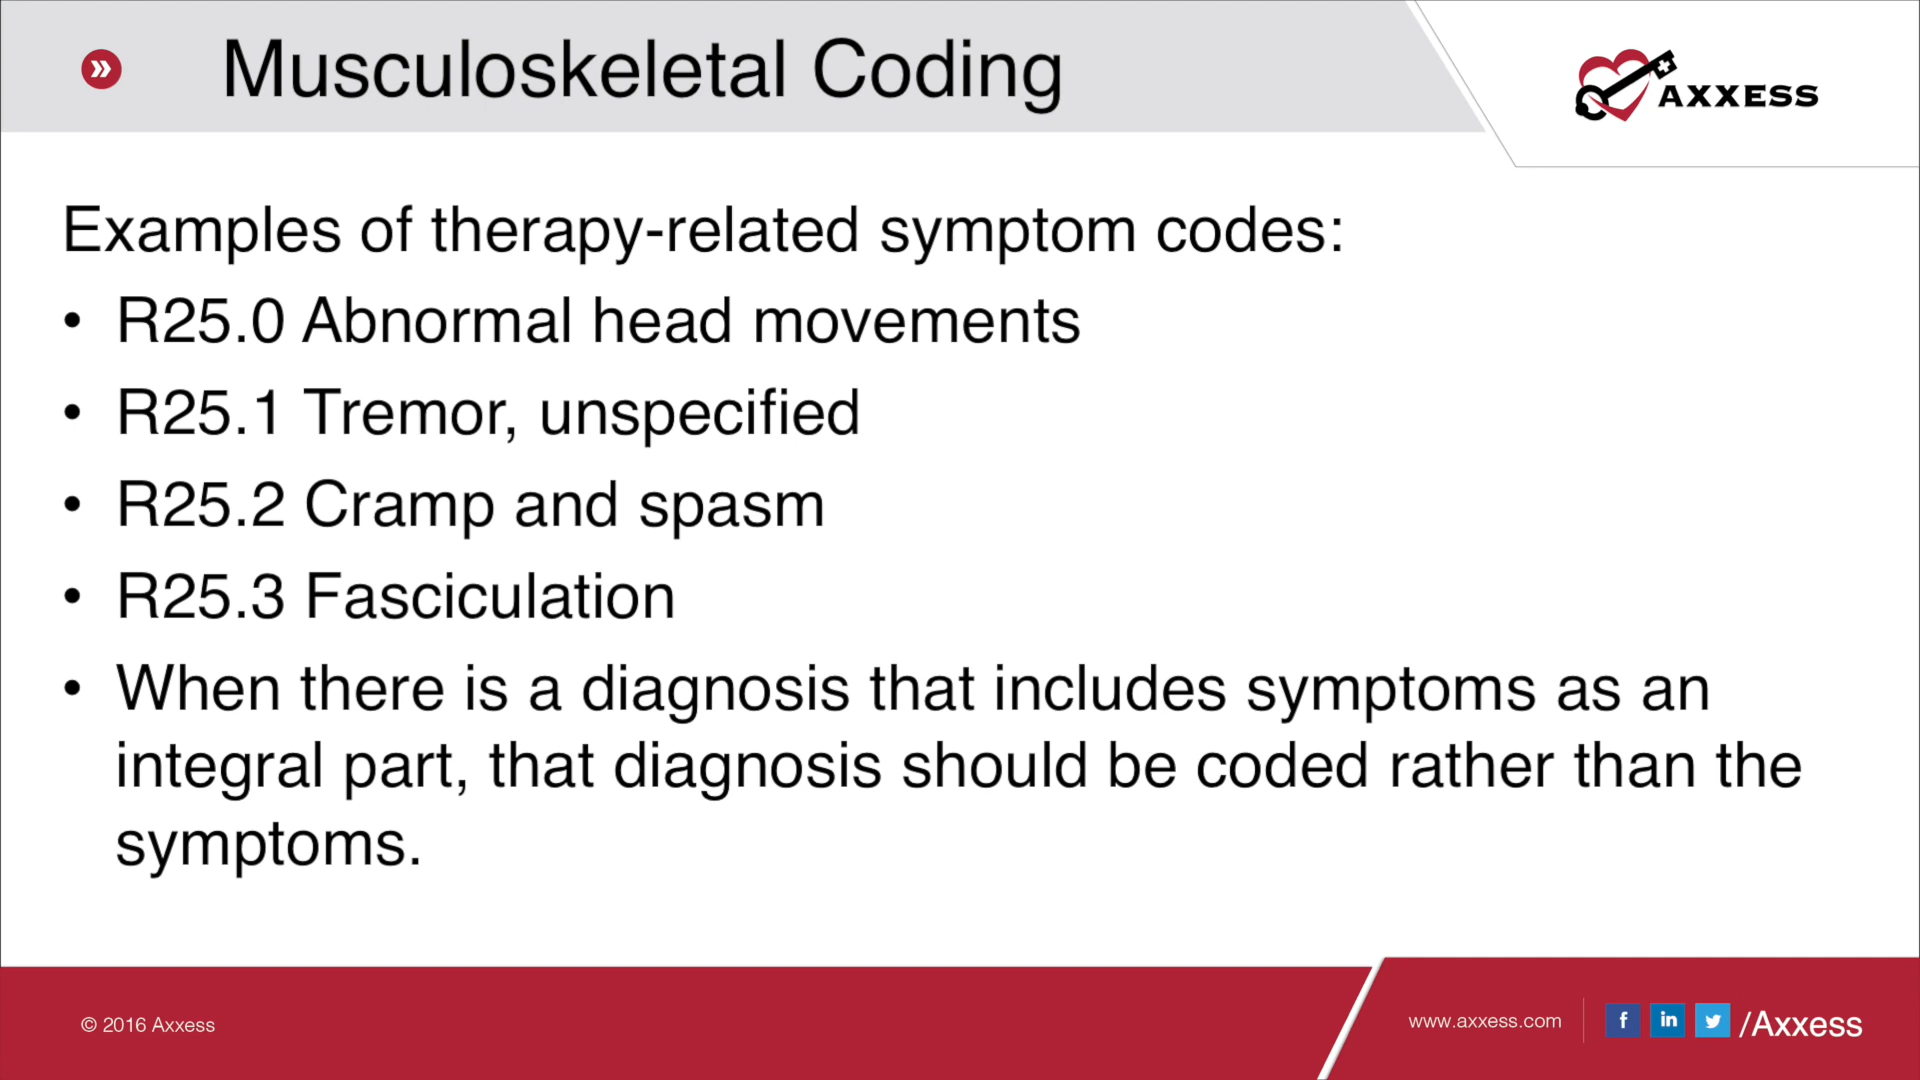 Musculoskeletal Coding
AXXESS
Examples of therapy-related symptom codes:
• R25.0 Abnormal head movements
• R25.1 Tremor, unspecified
• R25.2 Cramp and spasm
• R25.3 Fasciculation
• When there is a diagnosis that includes symptoms as an
integral part, that diagnosis should be coded rather than the
symptoms.
© 2016 Axxess
www.axxess.com
/Axxess